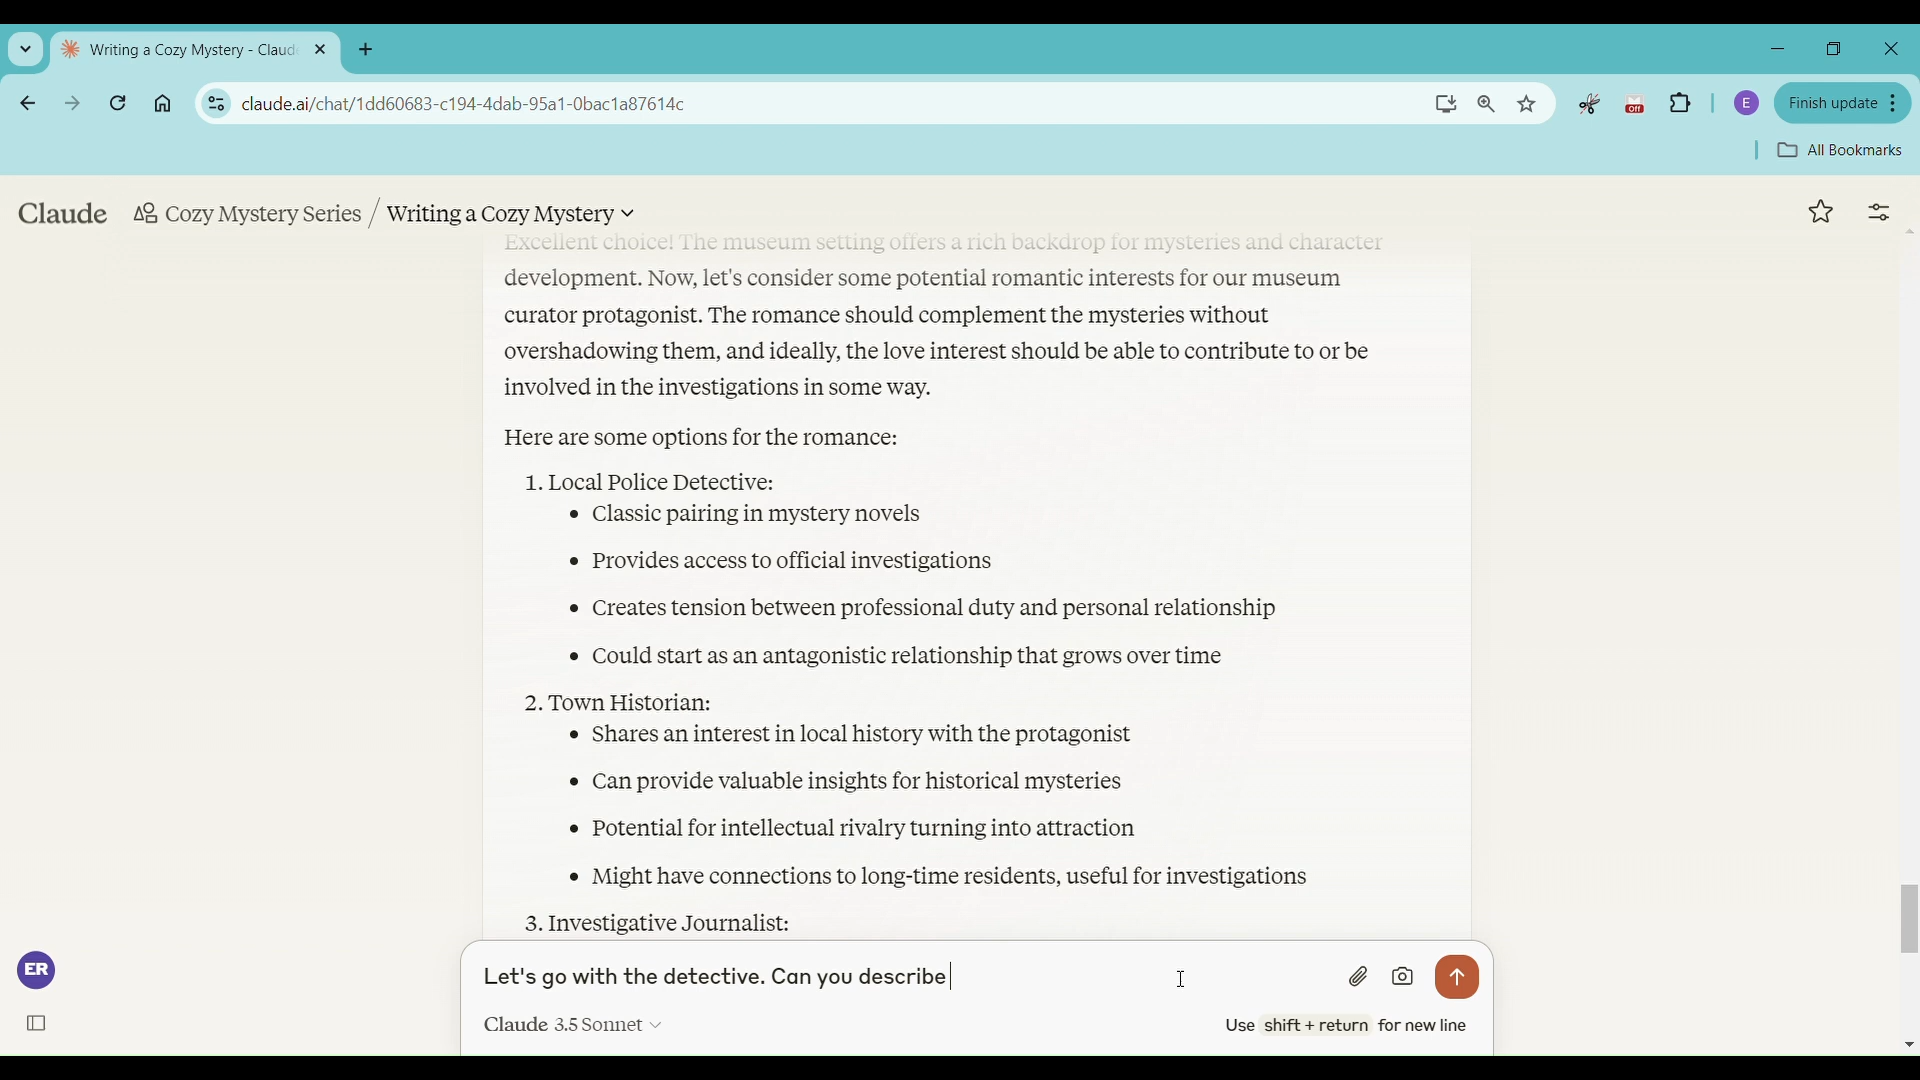 Writing a Cozy Mystery - Claud
claude.ai/chat/1dd60683-c194-4dab-95a1-0bac1a87614c
Off
E
Finish update
All Bookmarks
Claude
Cozy Mystery Series / Writing a Cozy Mystery
Excellent choice! The museum setting offers a rich backdrop for mysteries and character
development. Now, let's consider some potential romantic interests for our museum
curator protagonist. The romance should complement the mysteries without
overshadowing them, and ideally, the love interest should be able to contribute to or be
involved in the investigations in some way.
Here are some options for the romance:
1. Local Police Detective:
• Classic pairing in mystery novels
• Provides access to official investigations
• Creates tension between professional duty and personal relationship
• Could start as an antagonistic relationship that grows over time
2. Town Historian:
• Shares an interest in local history with the protagonist
• Can provide valuable insights for historical mysteries
• Potential for intellectual rivalry turning into attraction
• Might have connections to long-time residents, useful for investigations
3. Investigative Journalist:
Let's go with the detective. Can you describe
Claude 3.5 Sonnet
Use shift + return for new line
ER